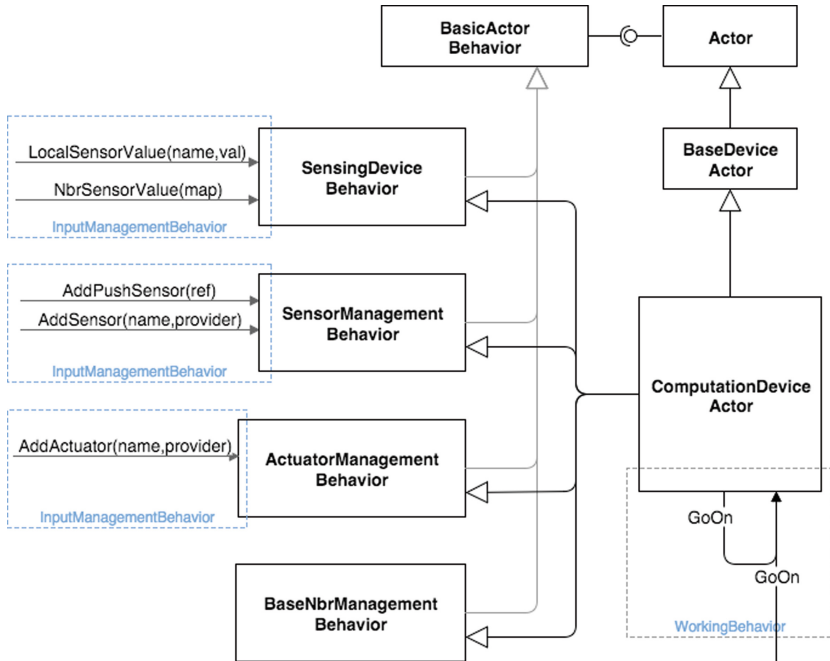 BasicActor
Behavior
Actor
BaseDevice
Actor
LocalSensorValue(name,val)
NbrSensorValue(map)
InputManagementBehavior
SensingDevice
Behavior
AddPushSensor(ref)
AddSensor(name,provider)
InputManagementBehavior
SensorManagement
Behavior
ComputationDevice
Actor
AddActuator(name,provider)
InputManagementBehavior
ActuatorManagement
Behavior
GoOn
GoOn
WorkingBehavior
BaseNbrManagement
Behavior